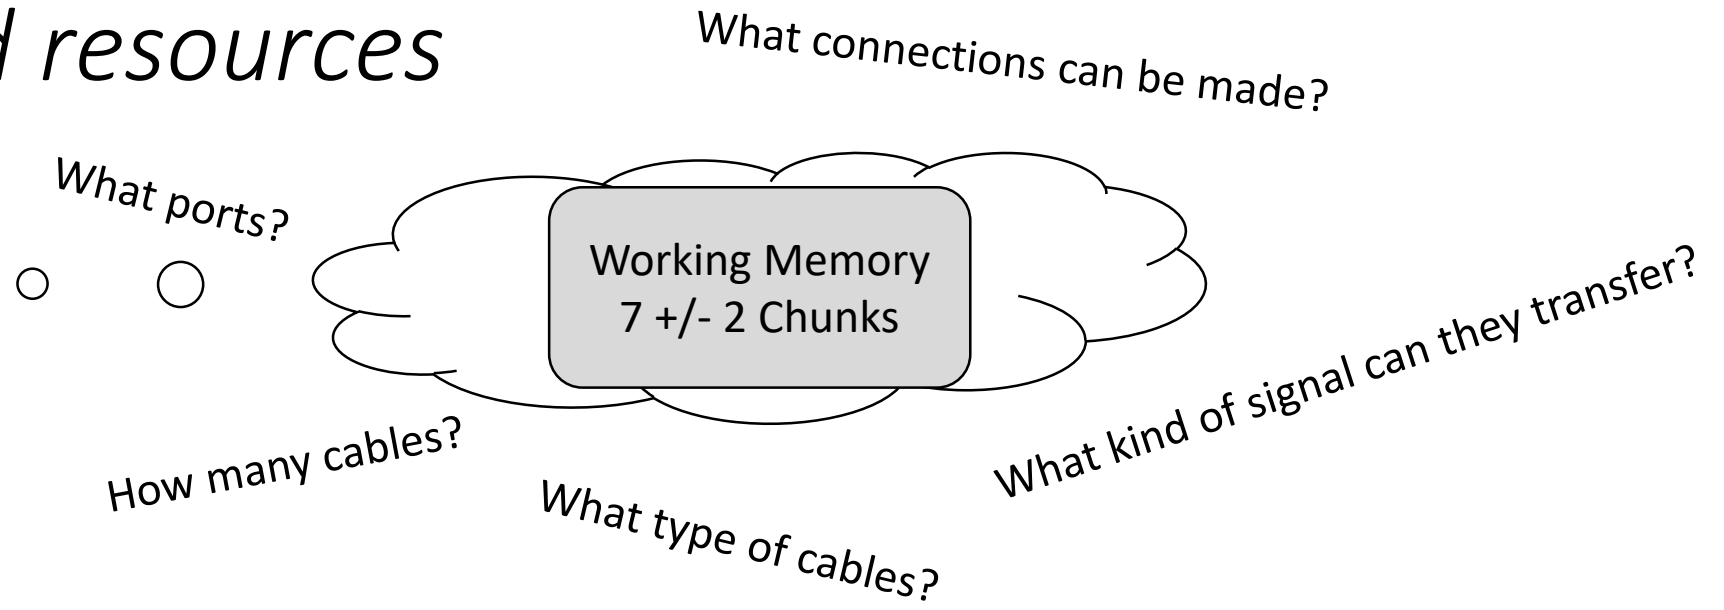 resources
What connections can be made?
What ports?
Working Memory
7 +/- 2 Chunks
What kind of signal can they transfer?
How many cables?
What type of cables?